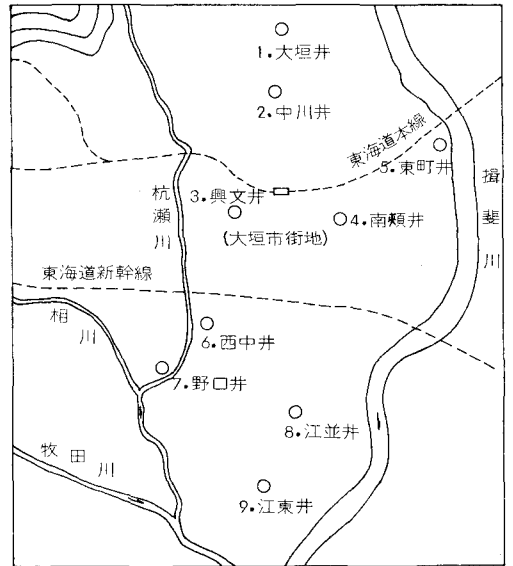 1.大垣井
2.中川井
東海道本線
5.東町井
揖斐川
杭瀬川
3.興文井
4.南頬井
(大垣市街地)
東海道新幹線
相川
6.西中井
7.野口井
8.江並井
牧田川
9.江東井